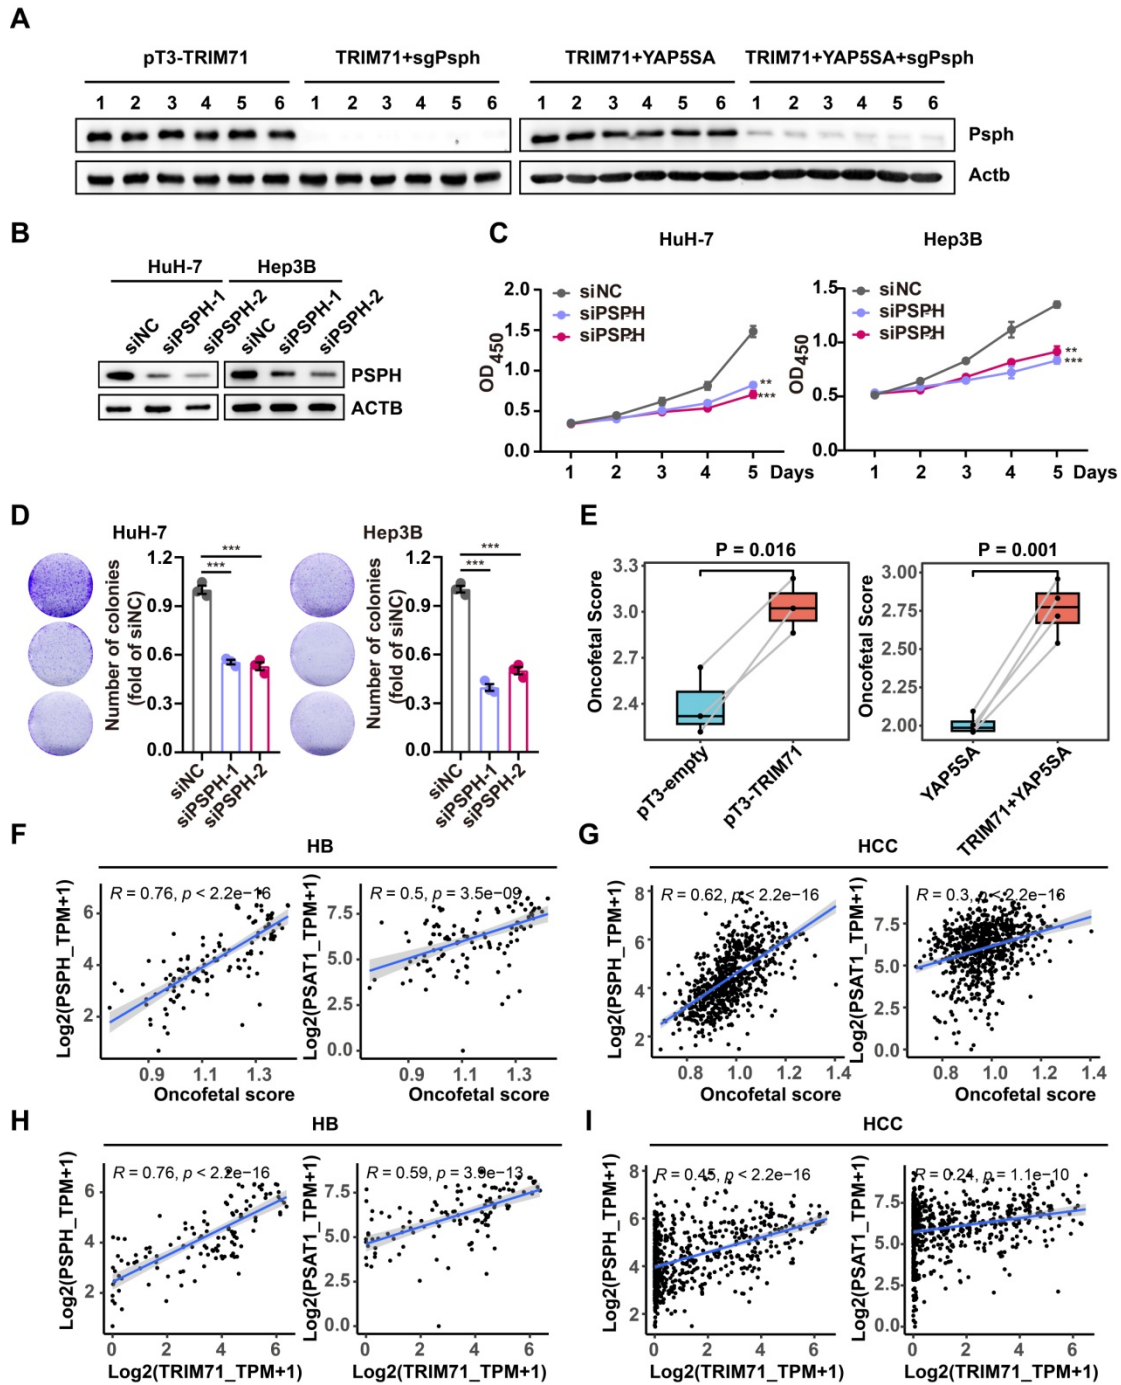 A
pT3-TRIM71 TRIM71+sgPsph TRIM71+YAP5SA TRIM71+YAP5SA+sgPsph
1 2 3 4 5 6 1 2 3 4 5 6 1 2 3 4 5 6 1 2 3 4 5 6
Psph
Actb
B
HuH-7 Hep3B
siNC siPSPH-1 siPSPH-2 siNC siPSPH-1 siPSPH-2
PSPH
ACTB
C
HuH-7
siNC
siPSPH
siPSPH
OD450
2.0
1.5
1.0
0.5
0.0
**
***
1 2 3 4 5 Days
Hep3B
siNC
siPSPH
siPSPH
OD450
1.5
1.0
0.5
0.0
**
***
1 2 3 4 5 Days
D
HuH-7
Number of colonies
(fold of siNC)
1.2
0.9
0.6
0.3
0.0
***
***
siNC
siPSPH-1
siPSPH-2
Hep3B
Number of colonies
(fold of siNC)
1.2
0.9
0.6
0.3
0.0
***
***
siNC
siPSPH-1
siPSPH-2
E
P = 0.016
Oncofetal Score
3.3
3.0
2.7
2.4
pT3-empty
pT3-TRIM71
P = 0.001
Oncofetal Score
3.00
2.75
2.50
2.25
2.00
YAP5SA
TRIM71+YAP5SA
F
HB
R = 0.76, p < 2.2e−16
Log2(PSPH_TPM+1)
6
4
2
0.9 1.1 1.3
Oncofetal score
R = 0.5, p = 3.5e−09
Log2(PSAT1_TPM+1)
7.5
5.0
2.5
0.0
0.9 1.1 1.3
Oncofetal score
G
HCC
R = 0.62, p < 2.2e−16
Log2(PSPH_TPM+1)
8
6
4
2
0.8 1.0 1.2 1.4
Oncofetal score
R = 0.3, p < 2.2e−16
Log2(PSAT1_TPM+1)
7.5
5.0
2.5
0.0
0.8 1.0 1.2 1.4
Oncofetal score
H
HB
R = 0.76, p < 2.2e−16
Log2(PSPH_TPM+1)
6
4
2
0 2 4 6
Log2(TRIM71_TPM+1)
R = 0.59, p = 3.9e−13
Log2(PSAT1_TPM+1)
7.5
5.0
2.5
0.0
0 2 4 6
Log2(TRIM71_TPM+1)
I
HCC
R = 0.45, p < 2.2e−16
Log2(PSPH_TPM+1)
8
6
4
2
0 2 4 6
Log2(TRIM71_TPM+1)
R = 0.24, p = 1.1e−10
Log2(PSAT1_TPM+1)
7.5
5.0
2.5
0.0
0 2 4 6
Log2(TRIM71_TPM+1)